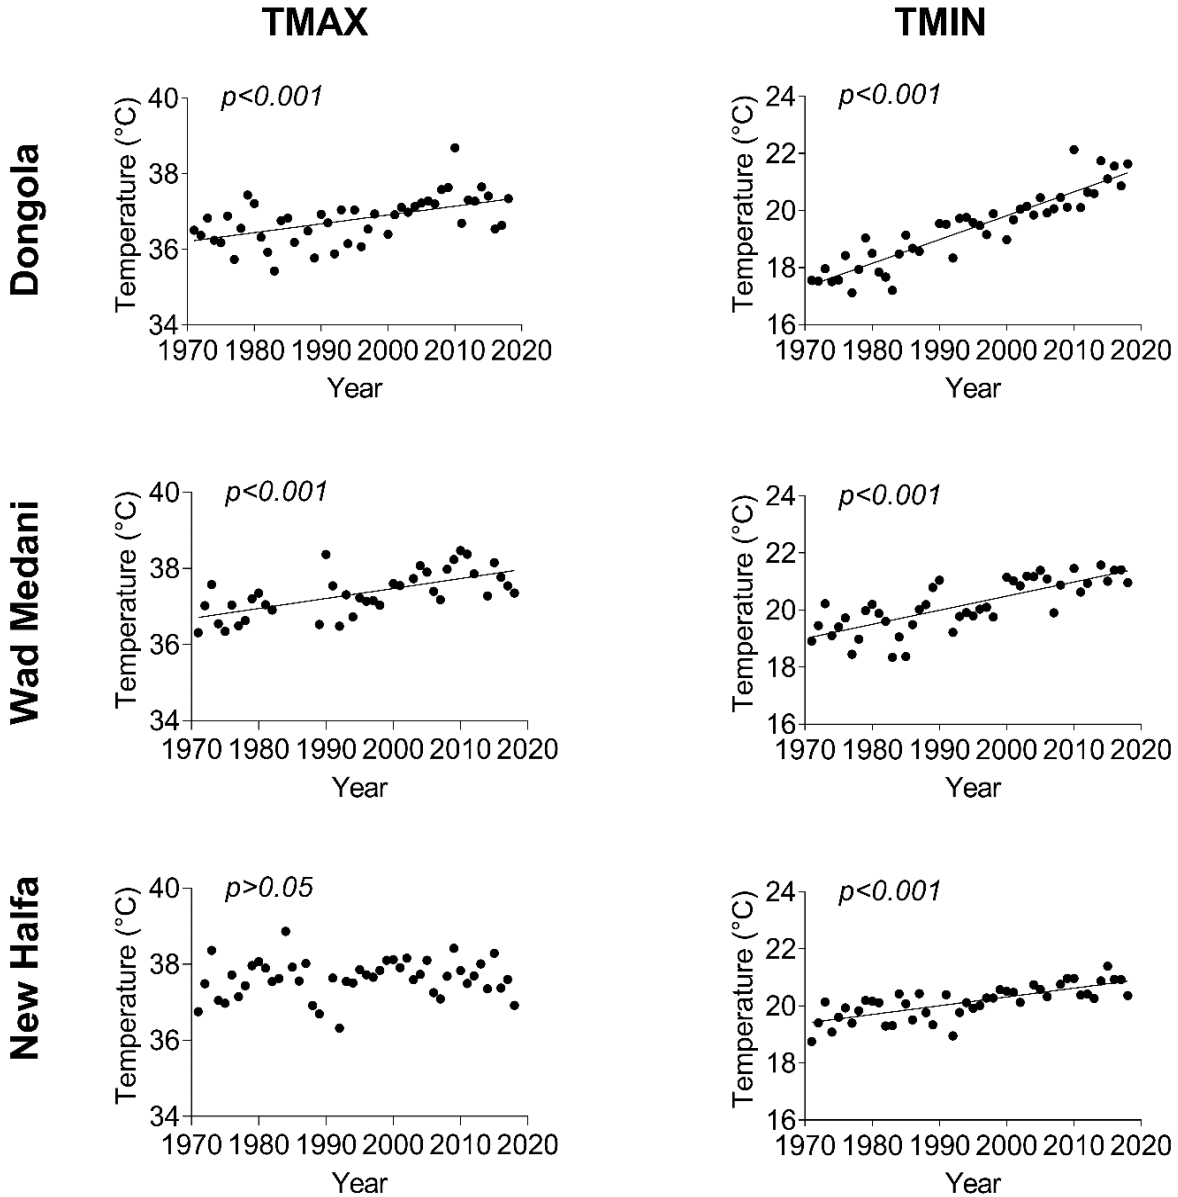 TMAX
TMIN
Dongola
p<0.001
Temperature (°C)
40
38
36
34
1970 1980 1990 2000 2010 2020
Year
p<0.001
Temperature (°C)
24
22
20
18
16
1970 1980 1990 2000 2010 2020
Year
Wad Medani
p<0.001
Temperature (°C)
40
38
36
34
1970 1980 1990 2000 2010 2020
Year
p<0.001
Temperature (°C)
24
22
20
18
16
1970 1980 1990 2000 2010 2020
Year
New Halfa
p>0.05
Temperature (°C)
40
38
36
34
1970 1980 1990 2000 2010 2020
Year
p<0.001
Temperature (°C)
24
22
20
18
16
1970 1980 1990 2000 2010 2020
Year